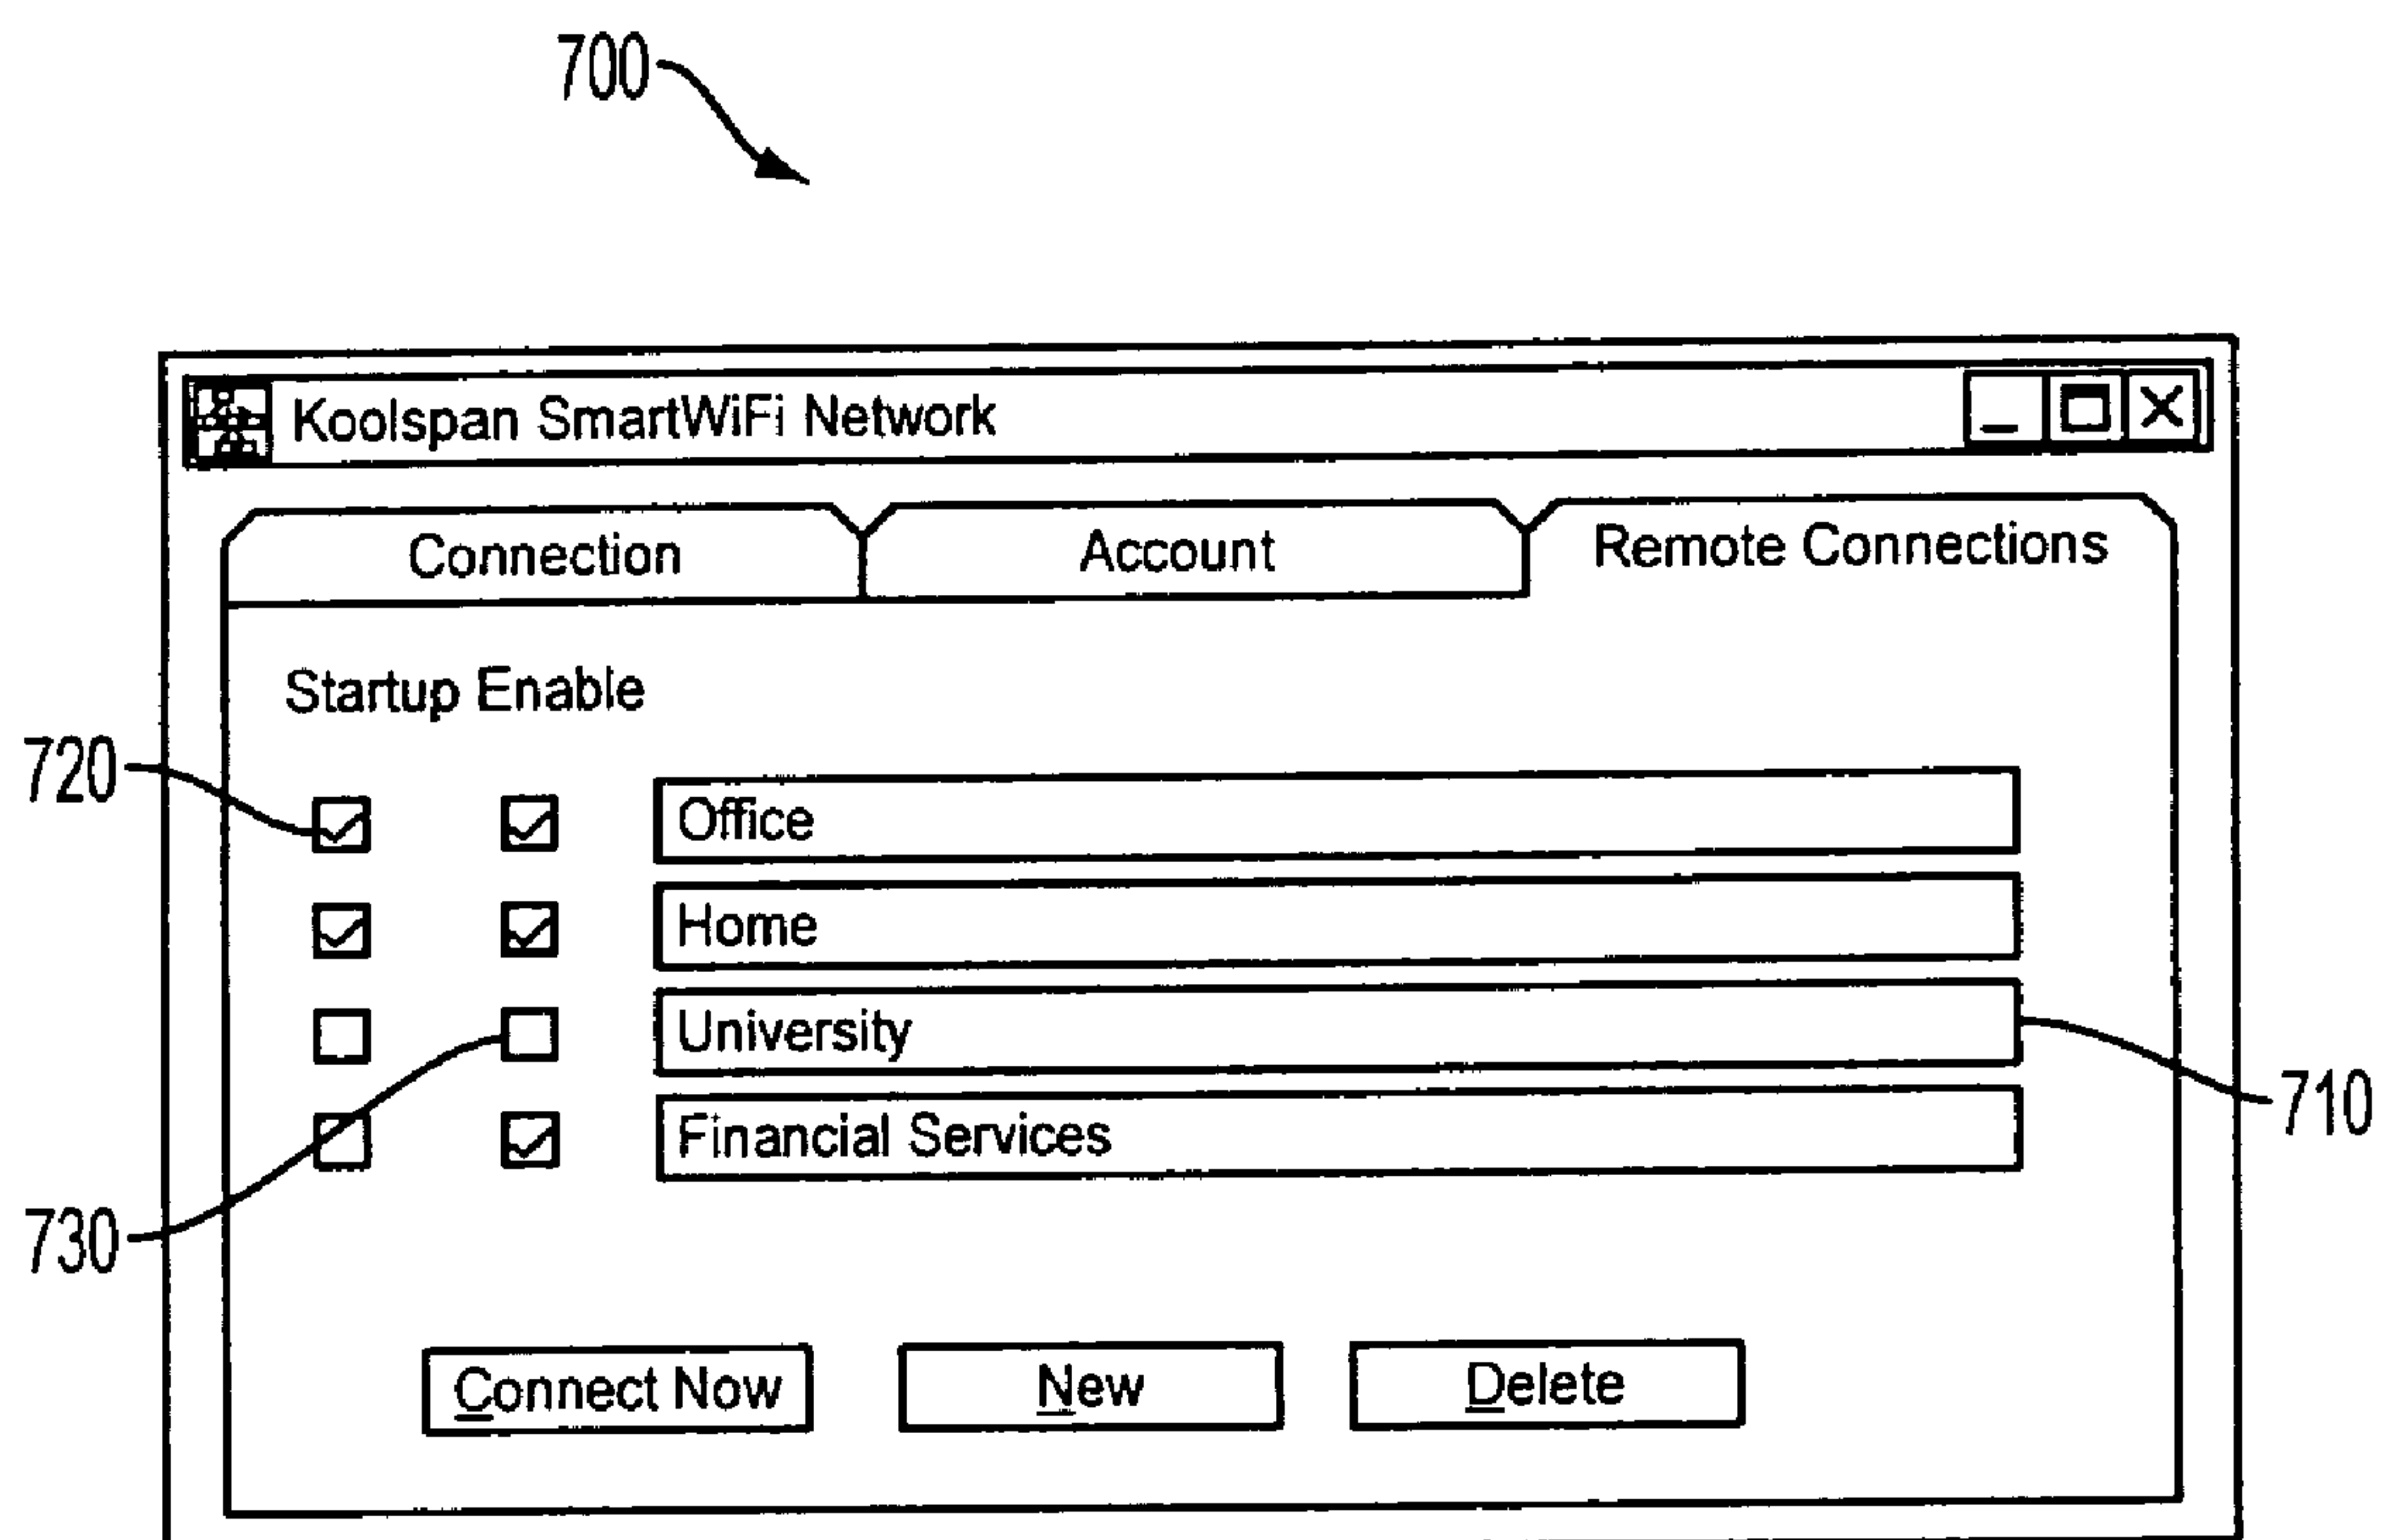 700
Koolspan SmartWiFi Network
Connection Account Remote Connections
Startup Enable
720
Office
Home
University
710
Financial Services
730
Connect Now New Delete